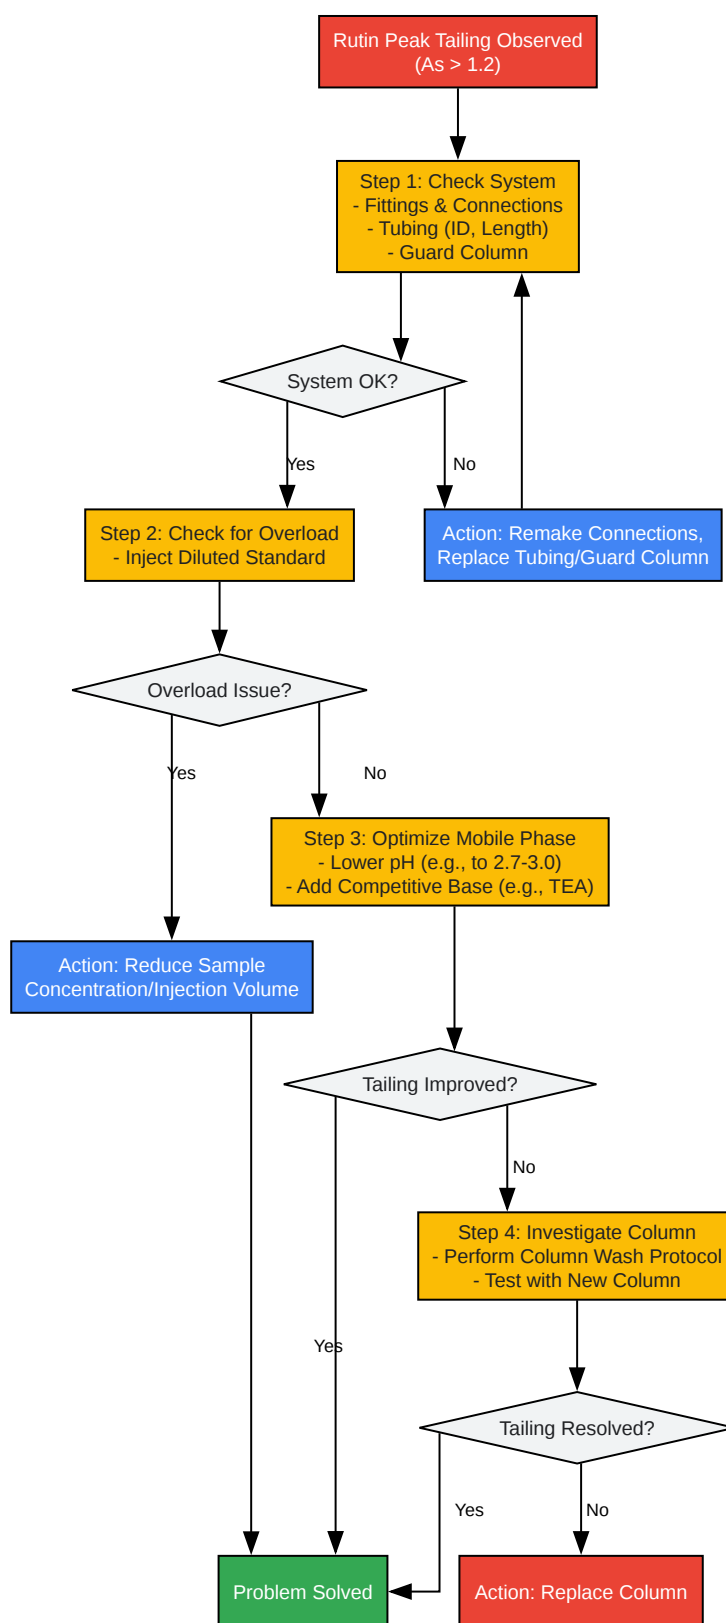 Rutin Peak Tailing Observed
(As > 1.2)
Step 1: Check System
- Fittings & Connections
- Tubing (ID, Length)
- Guard Column
System OK?
Yes
No
Step 2: Check for Overload
- Inject Diluted Standard
Action: Remake Connections,
Replace Tubing/Guard Column
Overload Issue?
Yes
No
Step 3: Optimize Mobile Phase
- Lower pH (e.g., to 2.7-3.0)
- Add Competitive Base (e.g., TEA)
Action: Reduce Sample
Concentration/Injection Volume
Tailing Improved?
No
Step 4: Investigate Column
- Perform Column Wash Protocol
- Test with New Column
Yes
Tailing Resolved?
Yes
No
Problem Solved
Action: Replace Column